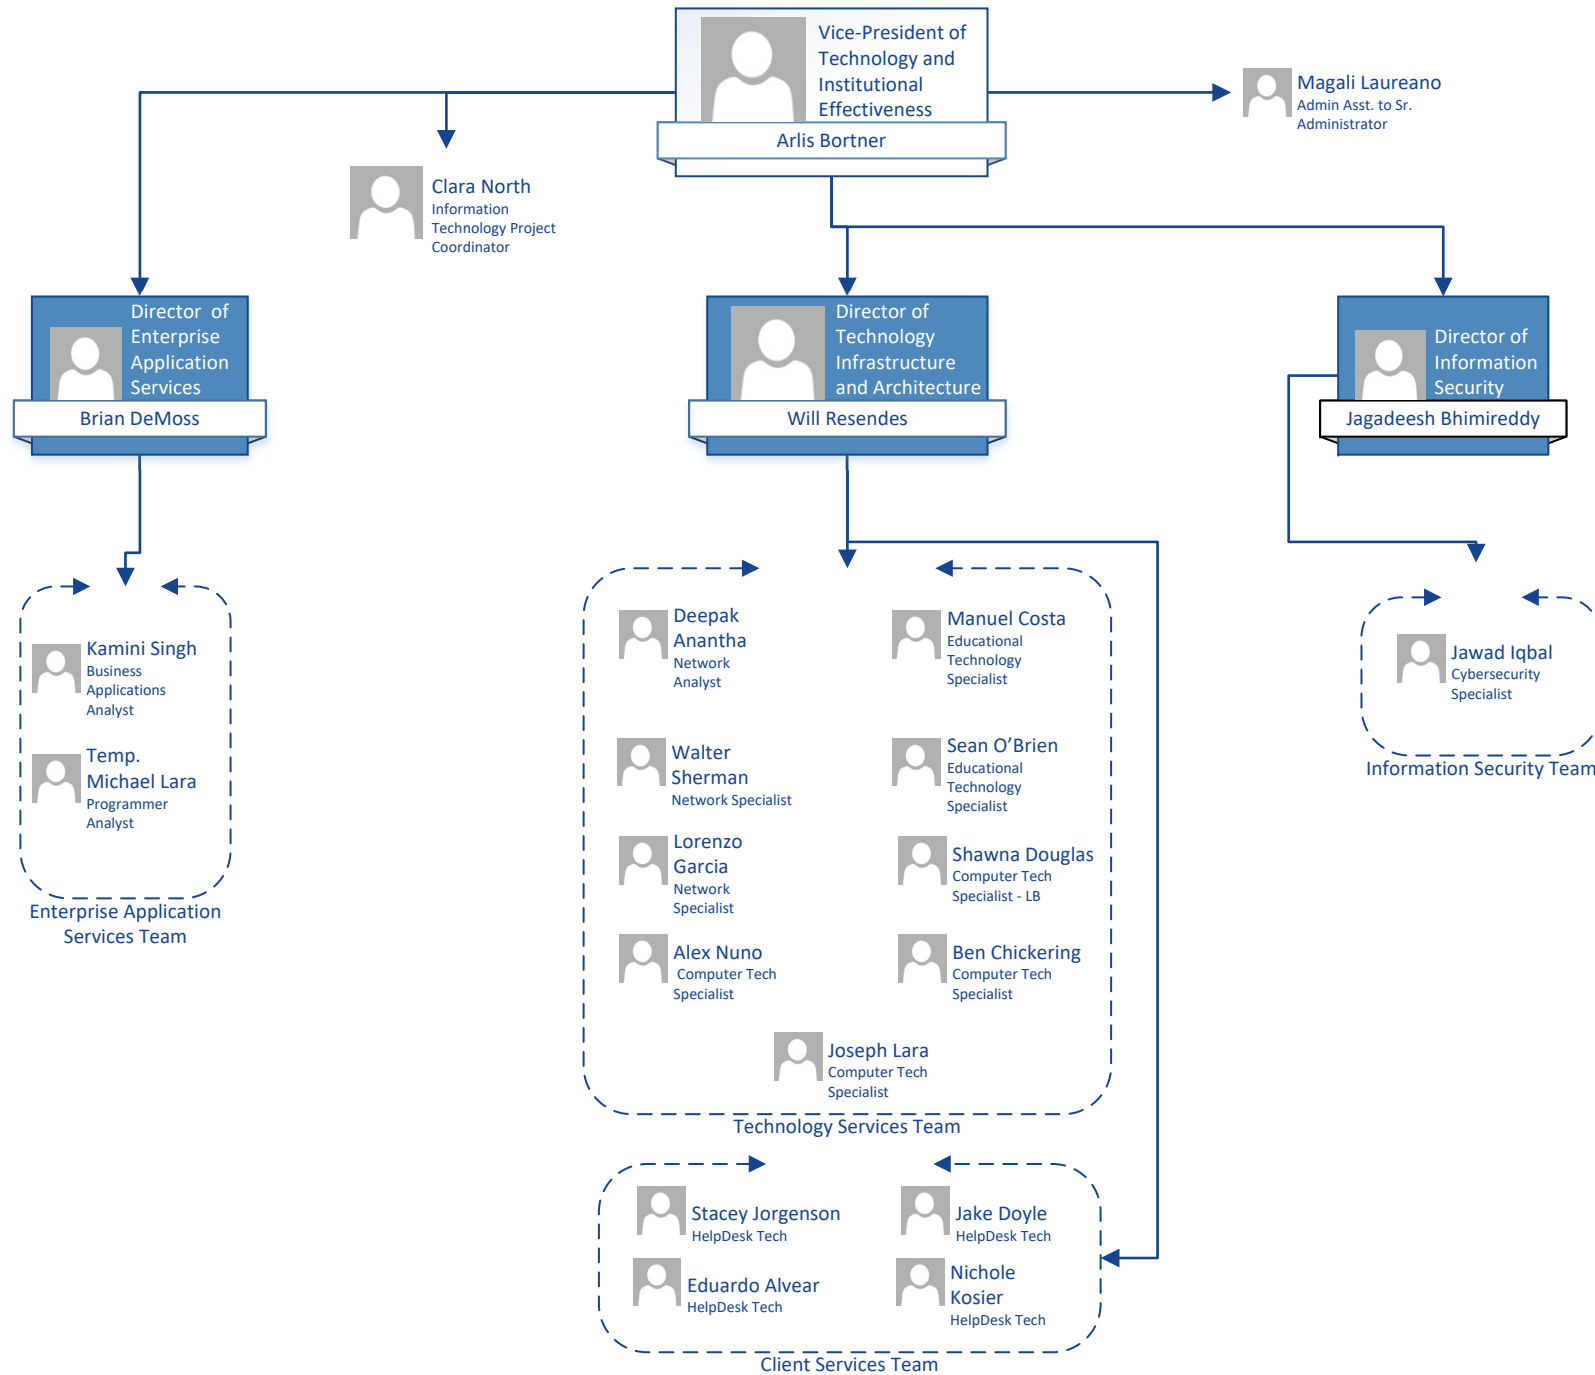 Vice-President of
Technology and
Institutional
Effectiveness
Arlis Bortner
Magali Laureano
Admin Asst. to Sr.
Administrator
Clara North
Information
Technology Project
Coordinator
Director of
Enterprise
Application
Services
Brian DeMoss
Director of
Technology
Infrastructure
and Architecture
Will Resendes
Director of
Information
Security
Jagadeesh Bhimireddy
Kamini Singh
Business
Applications
Analyst
Temp.
Michael Lara
Programmer
Analyst
Enterprise Application
Services Team
Deepak
Anantha
Network
Analyst
Manuel Costa
Educational
Technology
Specialist
Walter
Sherman
Network Specialist
Sean O’Brien
Educational
Technology
Specialist
Lorenzo
Garcia
Network
Specialist
Shawna Douglas
Computer Tech
Specialist - LB
Alex Nuno
Computer Tech
Specialist
Ben Chickering
Computer Tech
Specialist
Joseph Lara
Computer Tech
Specialist
Technology Services Team
Jawad Iqbal
Cybersecurity
Specialist
Information Security Team
Stacey Jorgenson
HelpDesk Tech
Jake Doyle
HelpDesk Tech
Eduardo Alvear
HelpDesk Tech
Nichole
Kosier
HelpDesk Tech
Client Services Team